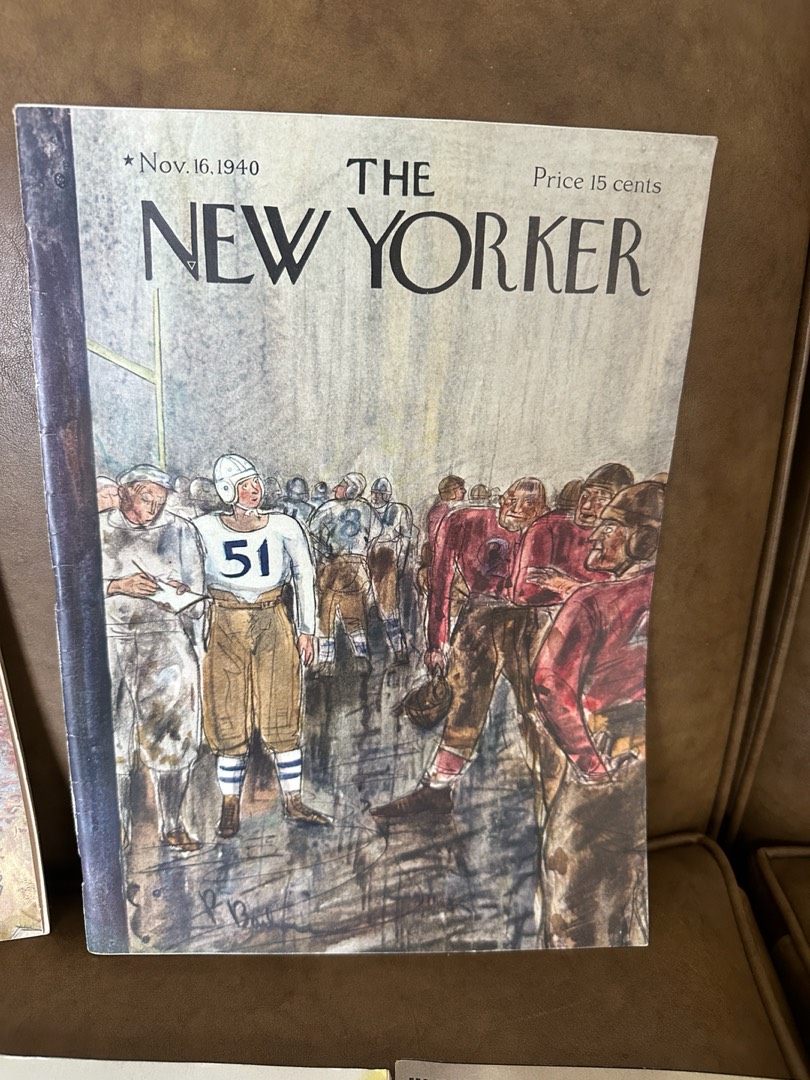 ★Nov. 16, 1940
THE
Price 15 cents
NEW YORKER
51
8